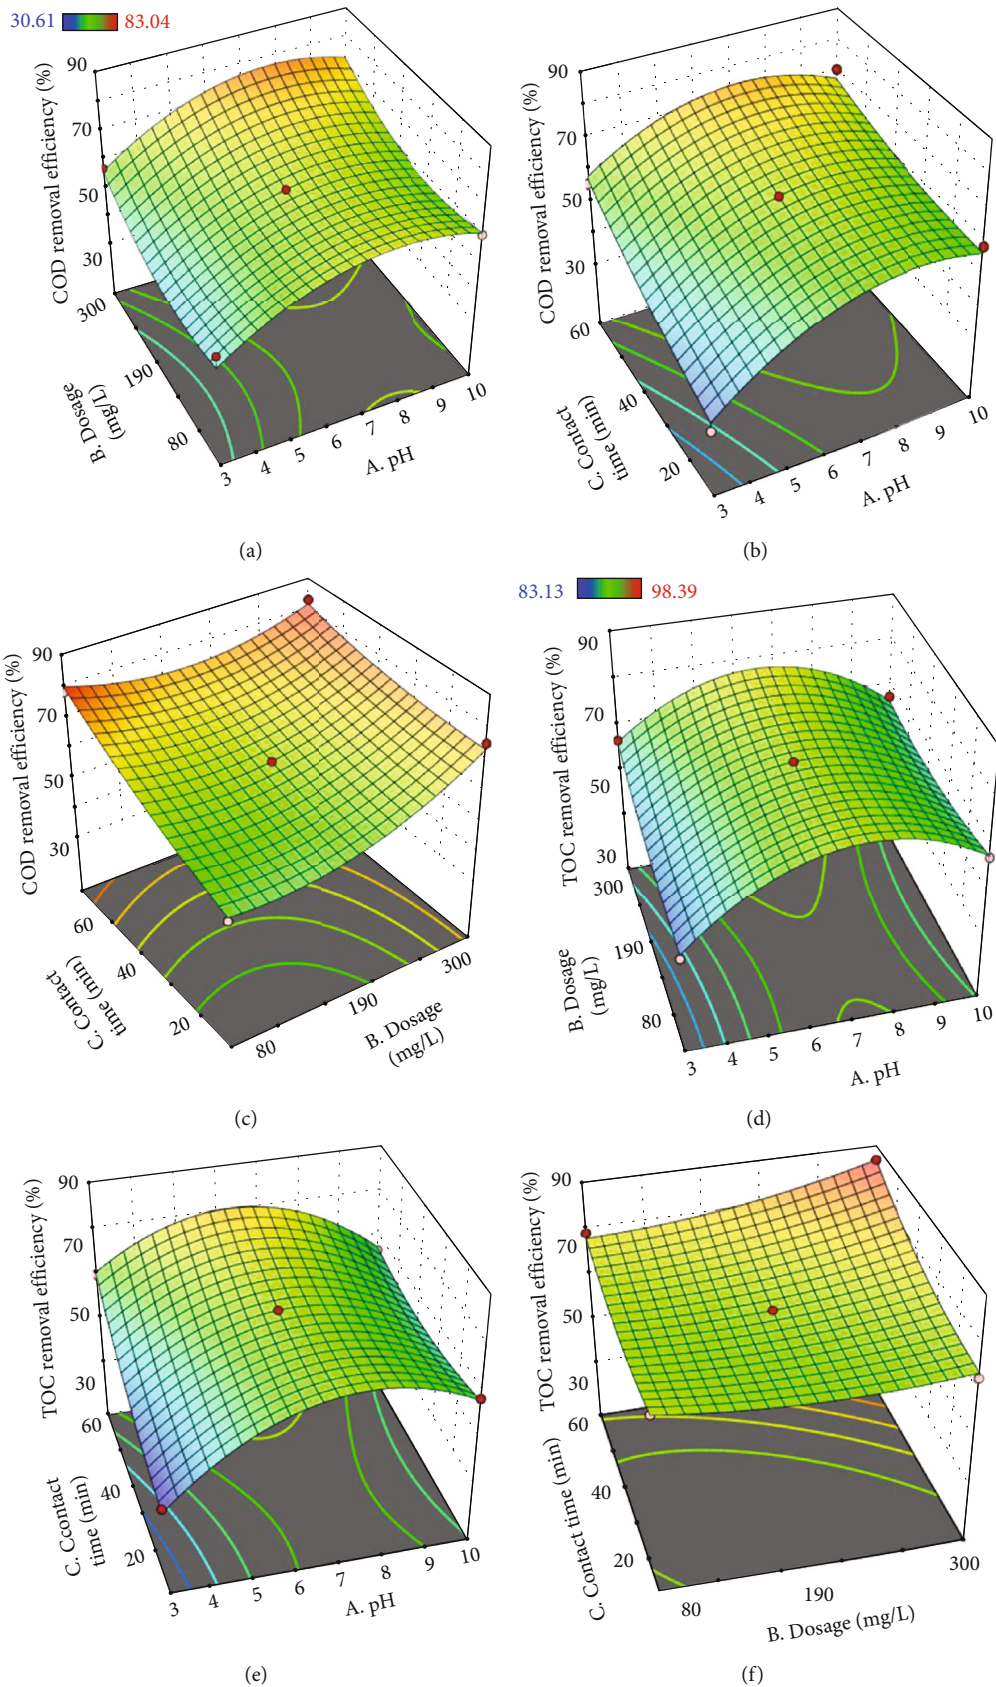 30.61 83.04
90
70
50
30
COD removal efficiency (%)
300
190
80
B. Dosage
(mg/L)
3 4 5 6 7 8 9 10
A. pH
(a)
90
70
50
30
COD removal efficiency (%)
60
40
20
C. Contact
time (min)
3 4 5 6 7 8 9 10
A. pH
(b)
90
70
50
30
COD removal efficiency (%)
60
40
20
C. Contact
time (min)
80 190 300
B. Dosage
(mg/L)
(c)
83.13 98.39
90
70
50
30
TOC removal efficiency (%)
300
190
80
B. Dosage
(mg/L)
3 4 5 6 7 8 9 10
A. pH
(d)
90
70
50
30
TOC removal efficiency (%)
60
40
20
C. Ccontact
time (min)
3 4 5 6 7 8 9 10
A. pH
(e)
90
70
50
30
TOC removal efficiency (%)
60
40
20
C. Contact time (min)
80 190 300
B. Dosage (mg/L)
(f)